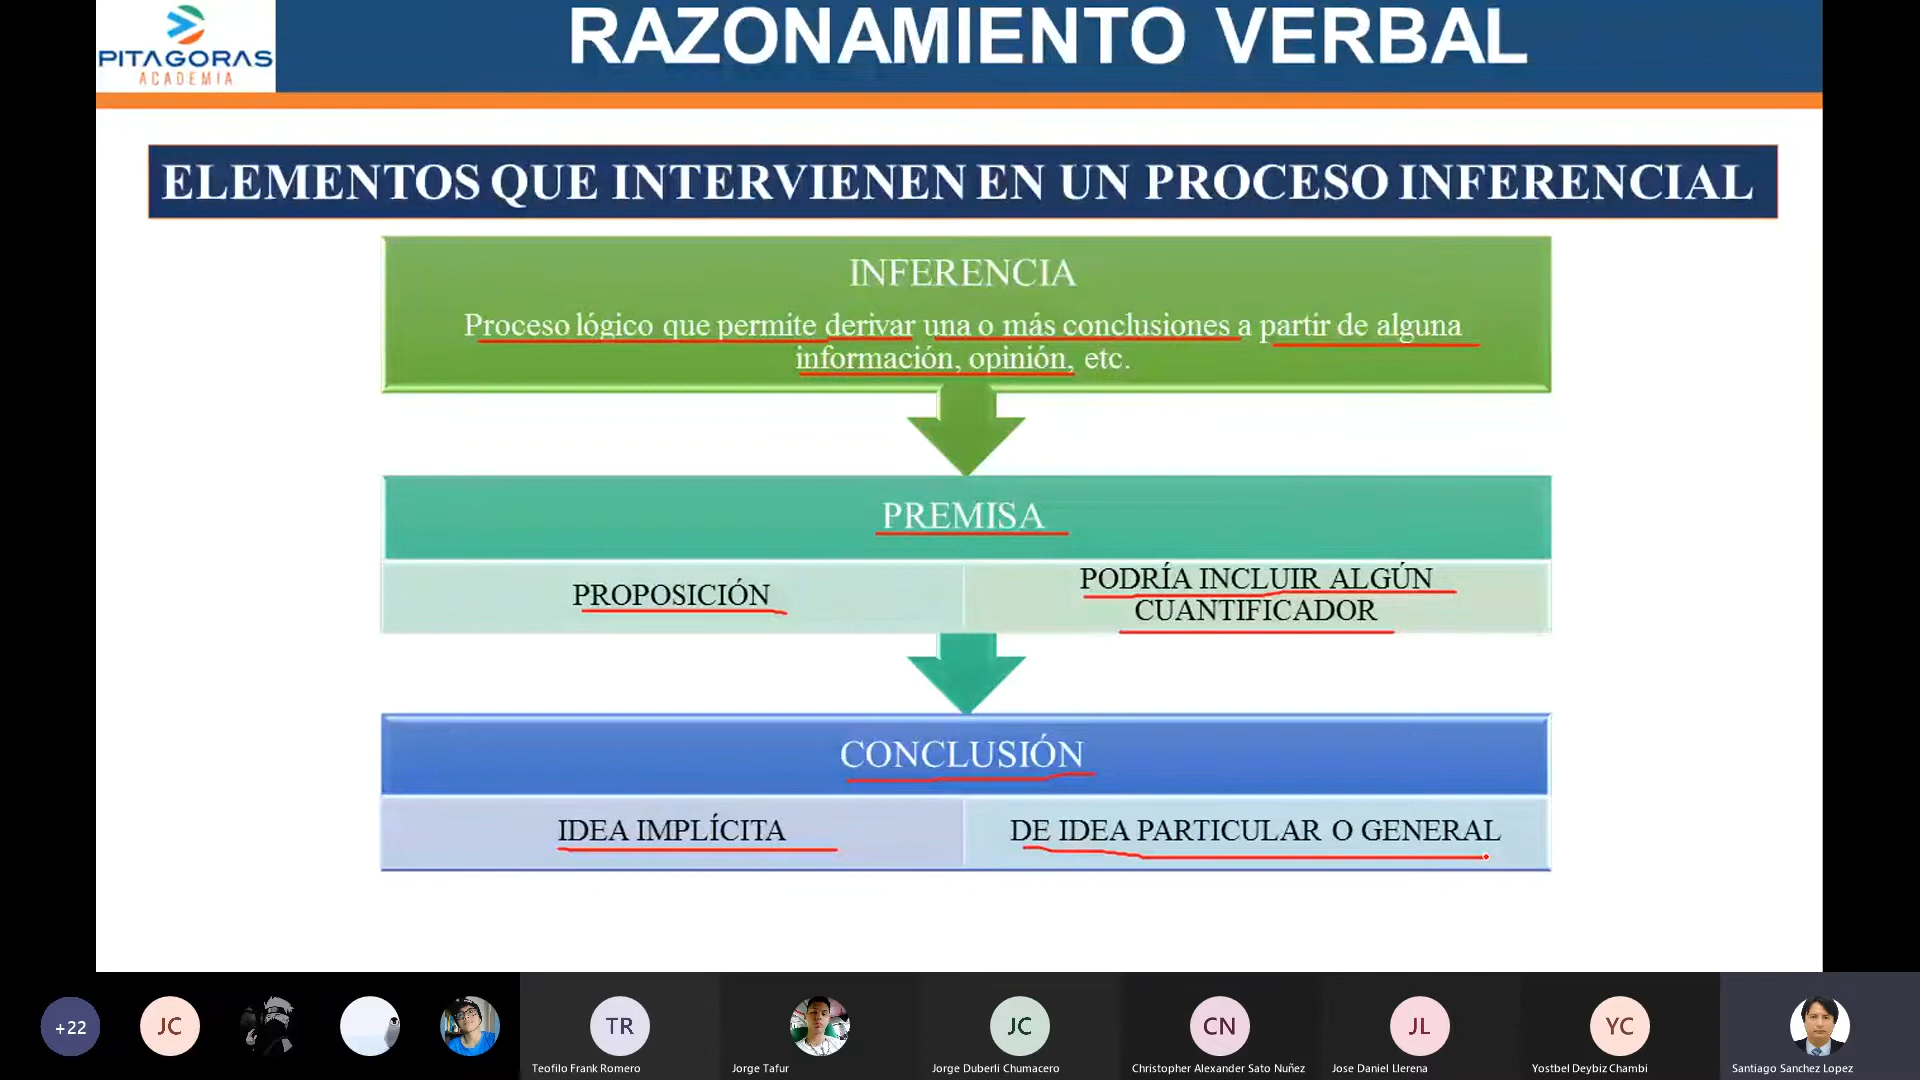 PITAGORAS
ACADEMIA
RAZONAMIENTO VERBAL
ELEMENTOS QUE INTERVIENEN EN UN PROCESO INFERENCIAL
INFERENCIA
Proceso lógico que permite derivar una o más conclusiones a partir de alguna
información, opinión, etc.
PREMISA
PROPOSICIÓN
PODRÍA INCLUIR ALGÚN
CUANTIFICADOR
CONCLUSIÓN
IDEA IMPLÍCITA
DE IDEA PARTICULAR O GENERAL
+22
JC
TR
JC
CN
JL
YC
Teofilo Frank Romero
Jorge Tafur
Jorge Duberli Chumacero
Christopher Alexander Sato Nuñez
Jose Daniel Llerena
Yostbel Deybiz Chambi
Santiago Sanchez Lopez